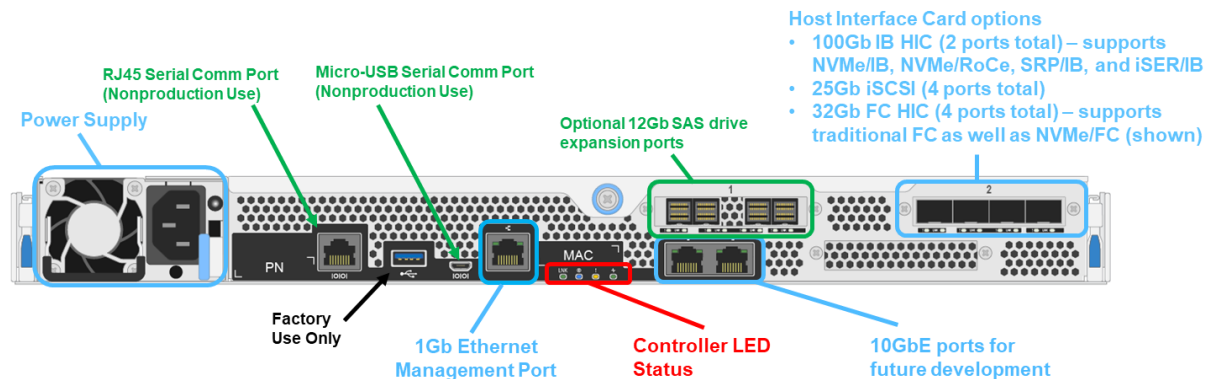 Host Interface Card options
• 100Gb IB HIC (2 ports total) – supports
NVMe/IB, NVMe/RoCe, SRP/IB, and iSER/IB
• 25Gb iSCSI (4 ports total)
• 32Gb FC HIC (4 ports total) – supports
traditional FC as well as NVMe/FC (shown)
RJ45 Serial Comm Port
(Nonproduction Use)
Micro-USB Serial Comm Port
(Nonproduction Use)
Power Supply
Optional 12Gb SAS drive
expansion ports
1
2
PN
IOIOI
IOIOI
MAC
LNK
Factory
Use Only
1Gb Ethernet
Management Port
Controller LED
Status
10GbE ports for
future development